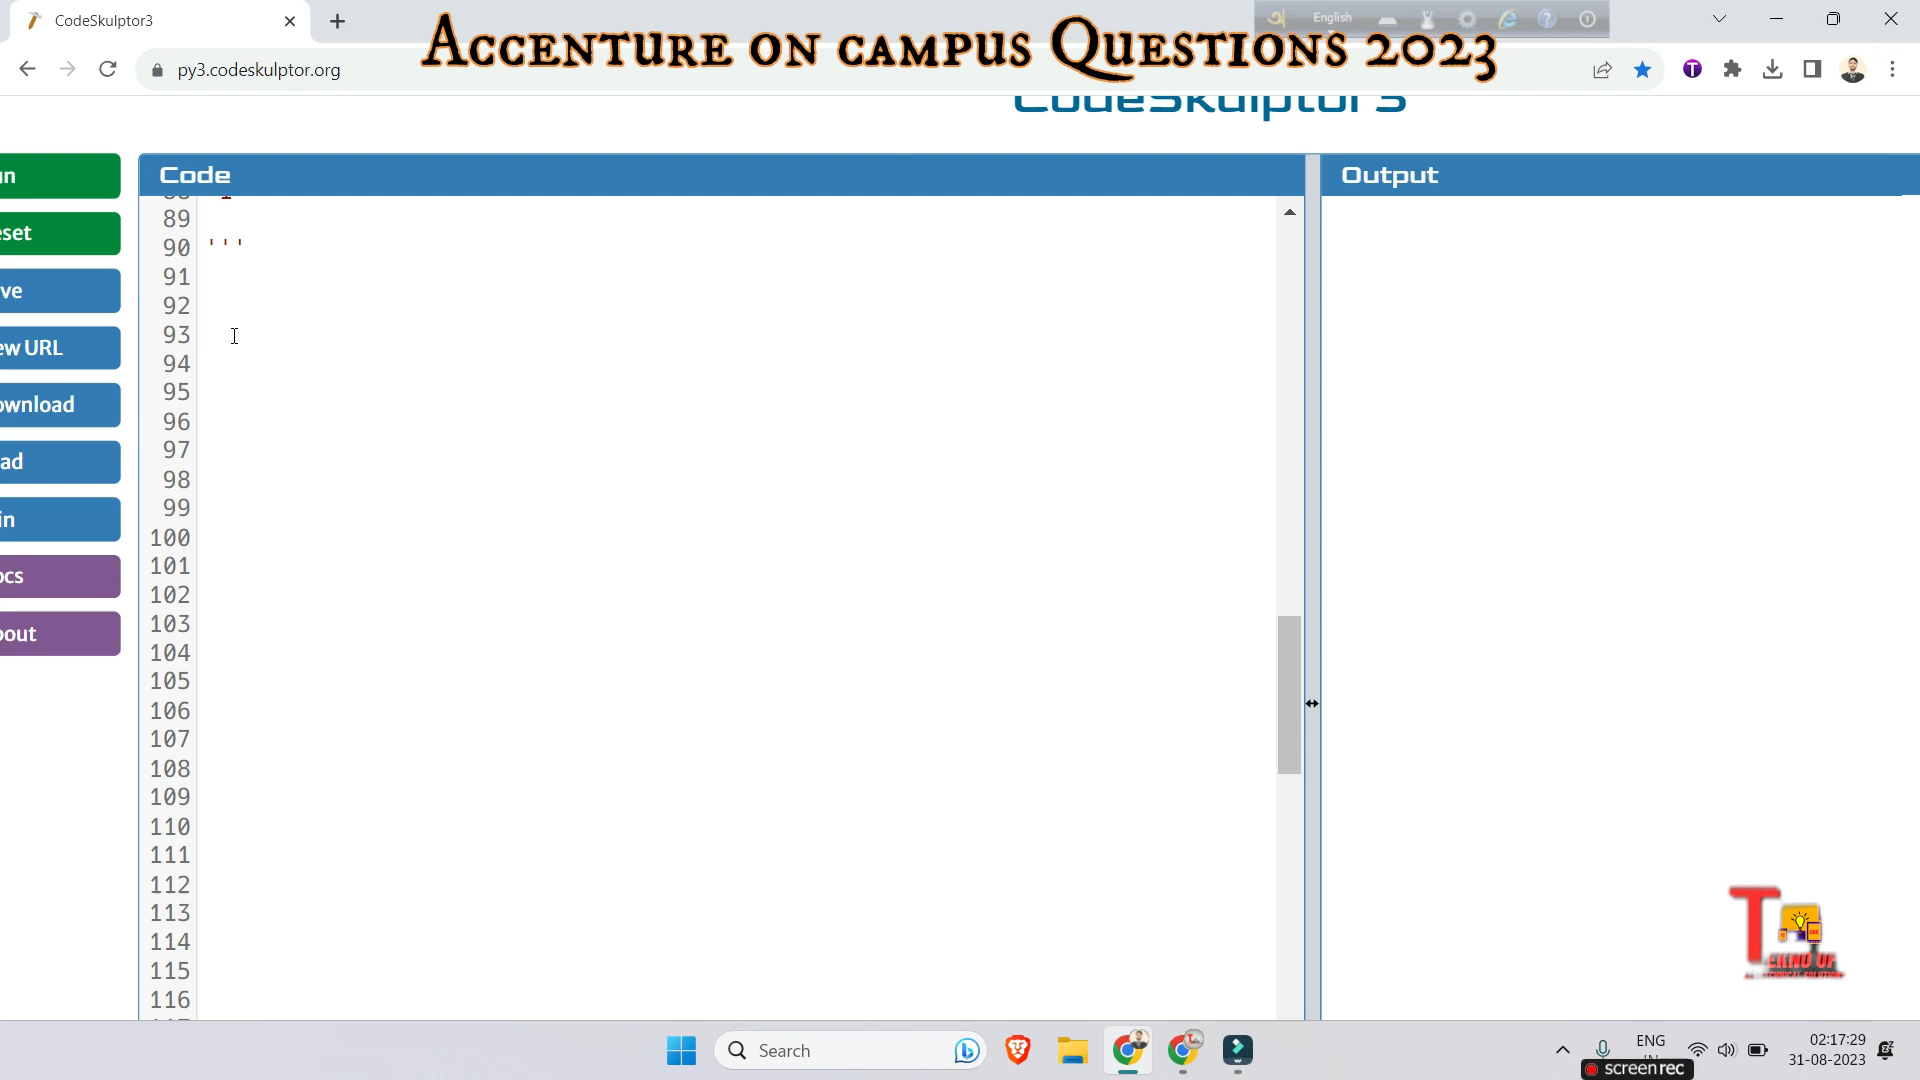 CodeSkulptor3
Accenture on campus Questions 2023
English
py3.codeskulptor.org
CodeSkulptor3
un
Code
Output
89
eset
90 '''
91
ve
92
93
ew URL
94
95
ownload
96
97
ad
98
99
in
100
101
ocs
102
103
out
104
105
106
107
108
109
110
111
112
113
114
115
116
Search
ENG
02:17:29
31-08-2023
screenrec